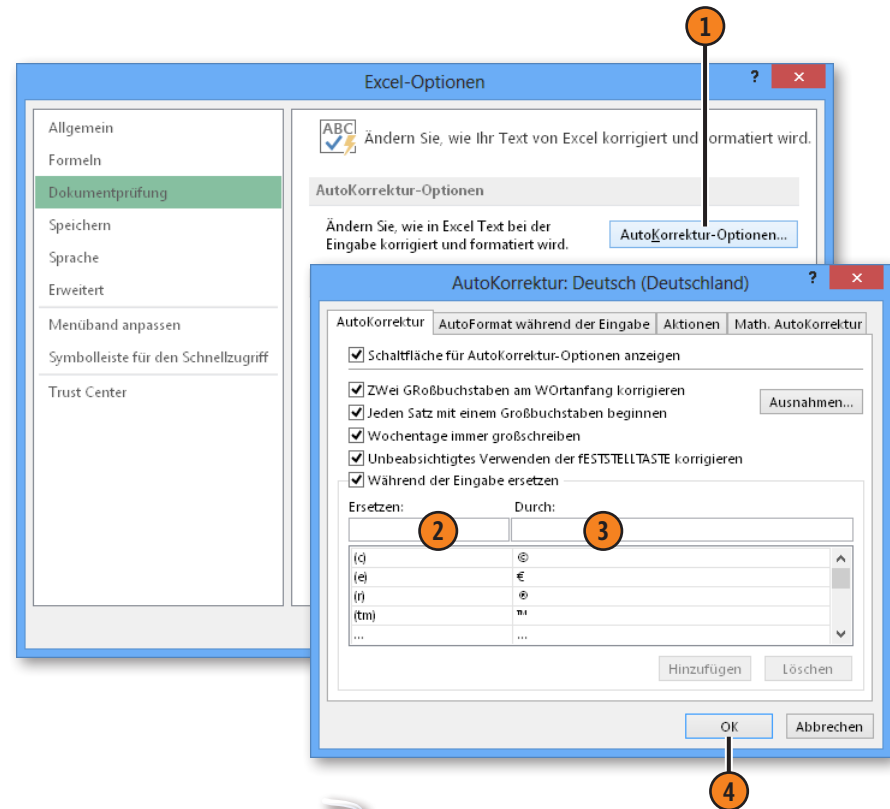 1
Excel-Optionen
?
Allgemein
Formeln
Dokumentprüfung
Speichern
Sprache
Erweitert
Menüband anpassen
Symbolleiste für den Schnellzugriff
Trust Center
ABC
Ändern Sie, wie Ihr Text von Excel korrigiert und formatiert wird.
AutoKorrektur-Optionen
Ändern Sie, wie in Excel Text bei der
Eingabe korrigiert und formatiert wird.
AutoKorrektur-Optionen...
AutoKorrektur: Deutsch (Deutschland)
?
AutoKorrektur AutoFormat während der Eingabe Aktionen Math. AutoKorrektur
Schaltfläche für AutoKorrektur-Optionen anzeigen
ZWei GRoßbuchstaben am WOrtanfang korrigieren
Ausnahmen...
Jeden Satz mit einem Großbuchstaben beginnen
Wochentage immer großschreiben
Unbeabsichtigtes Verwenden der fESTSTELLTASTE korrigieren
Während der Eingabe ersetzen
Ersetzen: Durch:
2 3
(c) ©
(e) €
(r) ®
(tm) ™
... ...
Hinzufügen Löschen
OK Abbrechen
4